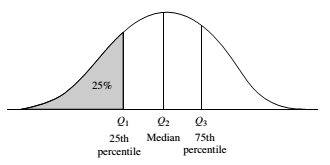 25%
Q1 Q2 Q3
25th Median 75th
percentile percentile